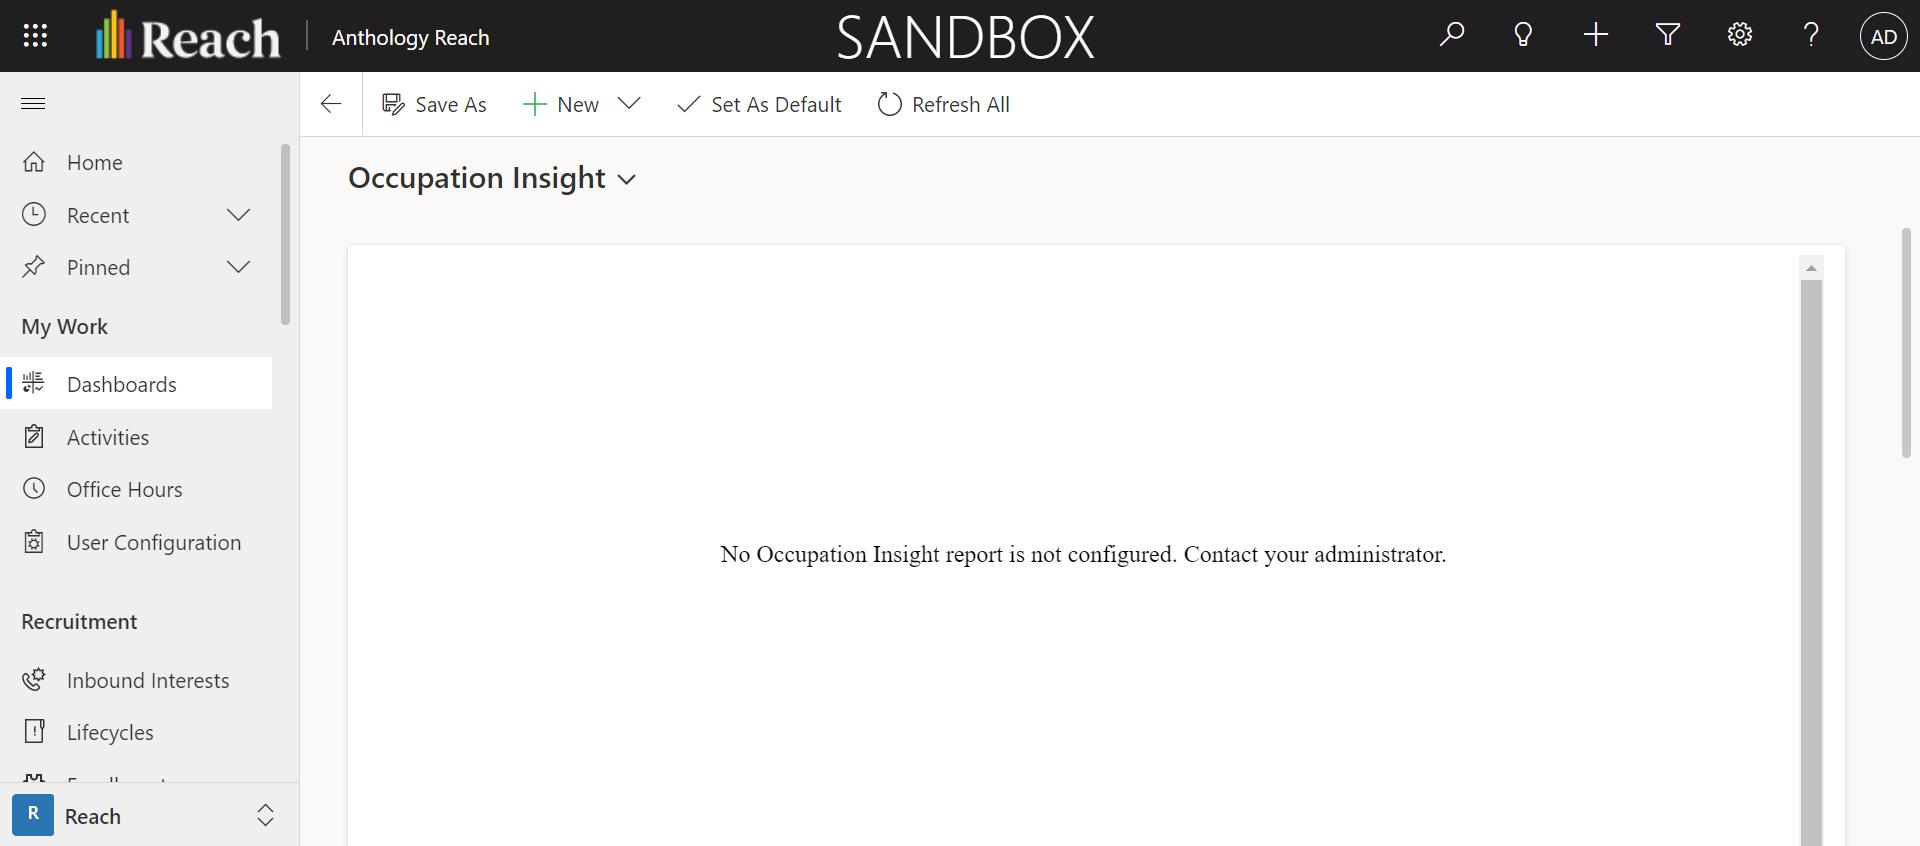 Reach
Anthology Reach
SANDBOX
AD
Save As
New
Set As Default
Refresh All
Home
Recent
Pinned
My Work
Dashboards
Activities
Office Hours
User Configuration
Recruitment
Inbound Interests
Lifecycles
R
Reach
Occupation Insight
No Occupation Insight report is not configured. Contact your administrator.